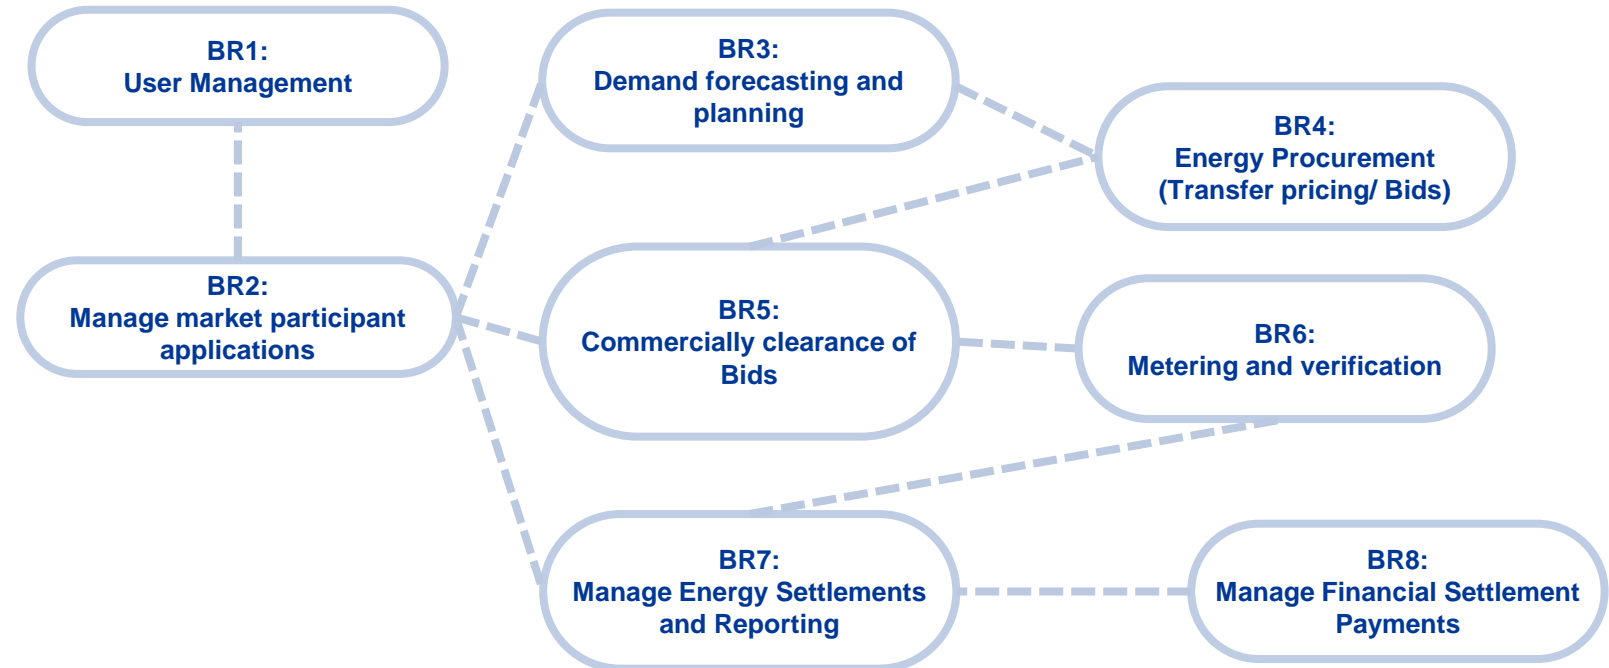 BR1:
User Management
BR2:
Manage market participant
applications
BR3:
Demand forecasting and
planning
BR4:
Energy Procurement
(Transfer pricing/ Bids)
BR5:
Commercially clearance of
Bids
BR6:
Metering and verification
BR7:
Manage Energy Settlements
and Reporting
BR8:
Manage Financial Settlement
Payments